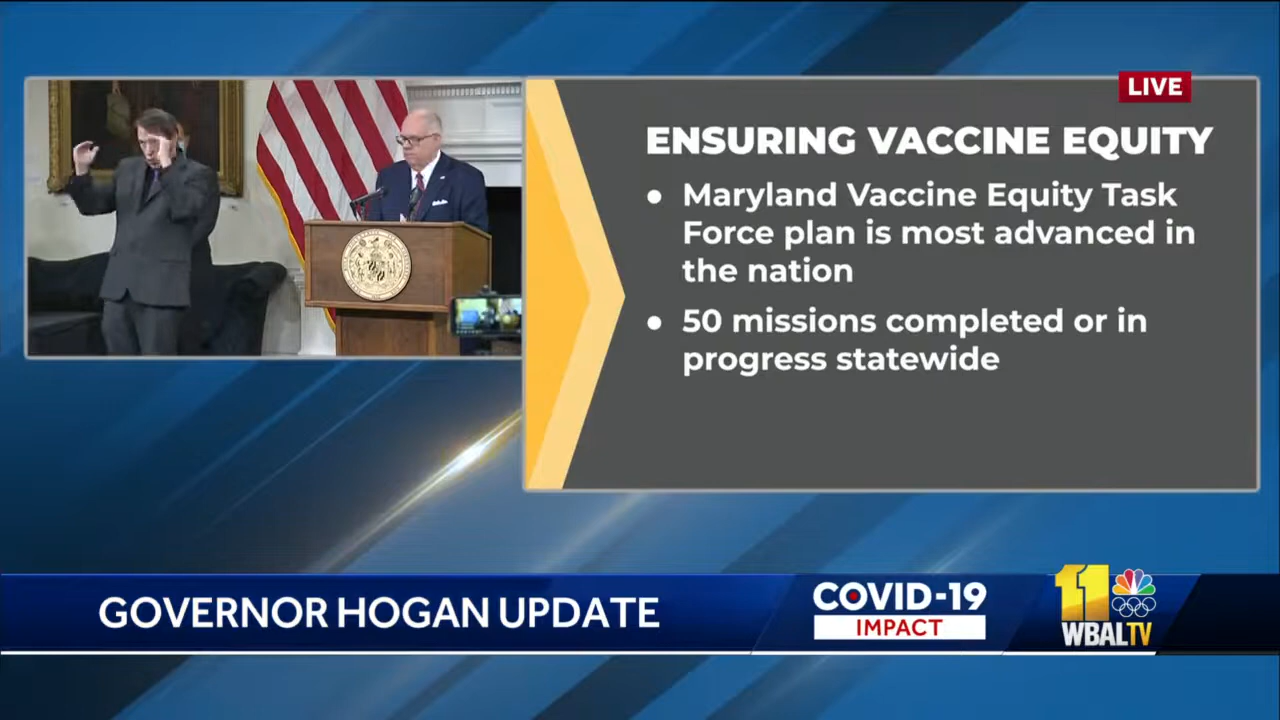 LIVE
ENSURING VACCINE EQUITY
● Maryland Vaccine Equity Task
Force plan is most advanced in
the nation
● 50 missions completed or in
progress statewide
GOVERNOR HOGAN UPDATE
COVID-19
IMPACT
11
WBALTV